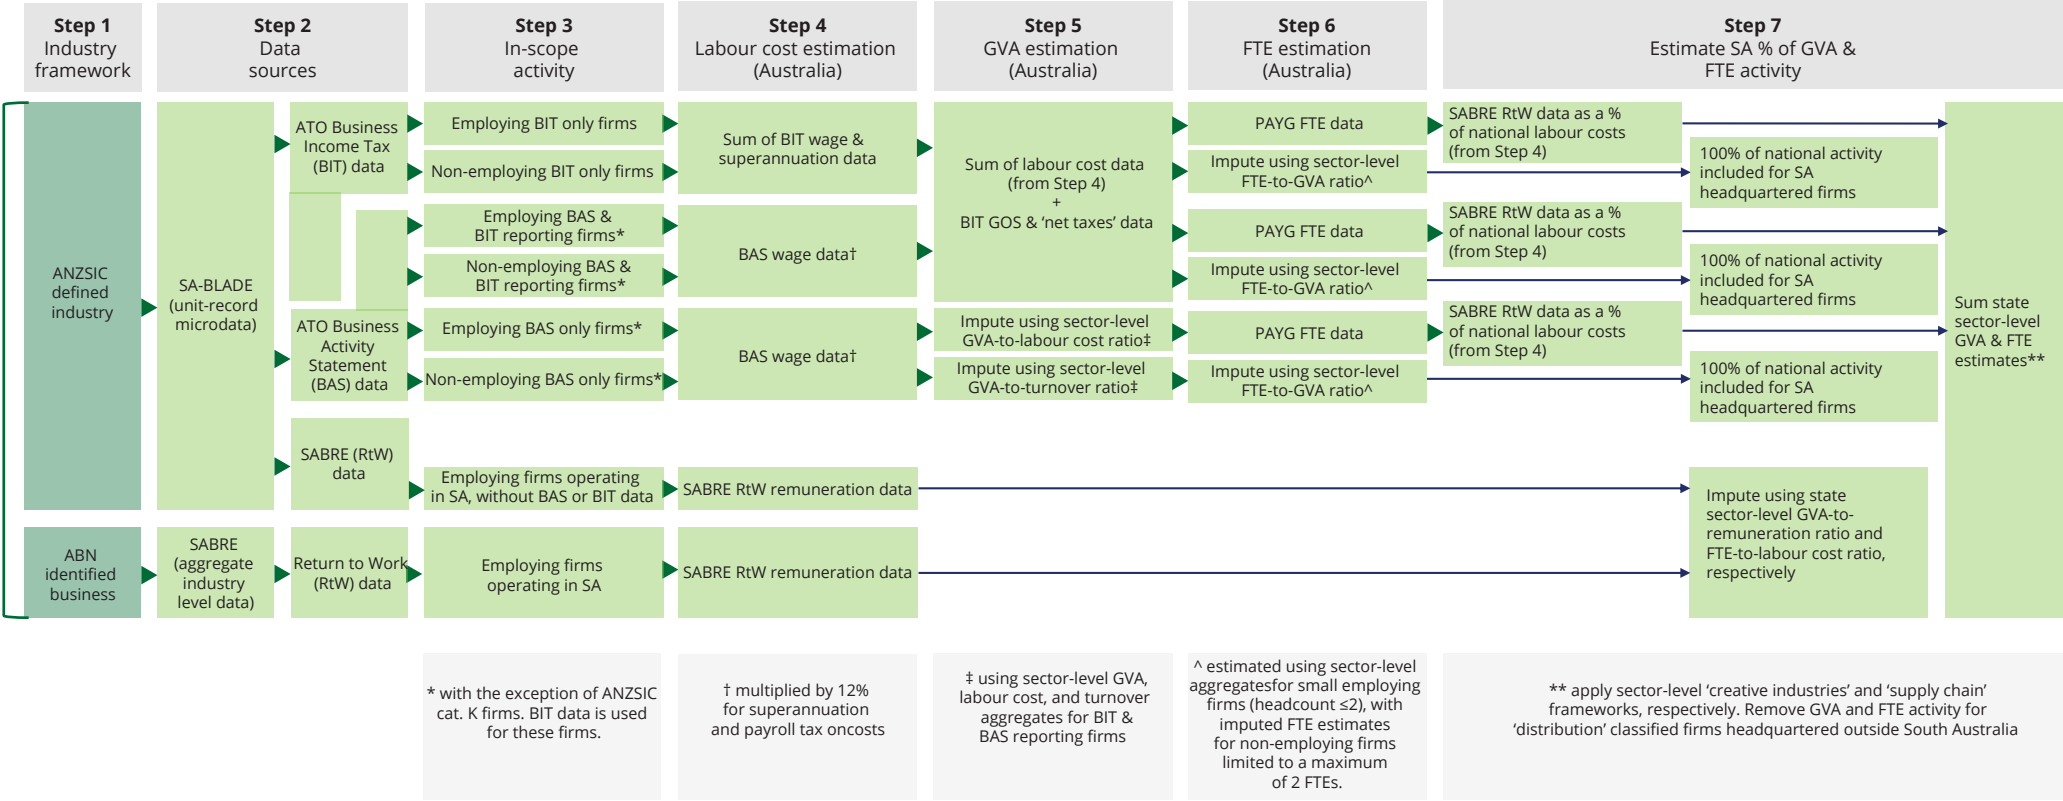 Step 1
Industry
framework
Step 2
Data
sources
Step 3
In-scope
activity
Step 4
Labour cost estimation
(Australia)
Step 5
GVA estimation
(Australia)
Step 6
FTE estimation
(Australia)
Step 7
Estimate SA % of GVA &
FTE activity
ANZSIC
defined
industry
SA-BLADE
(unit-record
microdata)
ATO Business
Income Tax
(BIT) data
Employing BIT only firms
Non-employing BIT only firms
Sum of BIT wage &
superannuation data
Sum of labour cost data
(from Step 4)
+
BIT GOS & ‘net taxes’ data
PAYG FTE data
Impute using sector-level
FTE-to-GVA ratio^
SABRE RtW data as a %
of national labour costs
(from Step 4)
100% of national activity
included for SA
headquartered firms
Employing BAS &
BIT reporting firms*
Non-employing BAS &
BIT reporting firms*
BAS wage data†
PAYG FTE data
Impute using sector-level
FTE-to-GVA ratio^
SABRE RtW data as a %
of national labour costs
(from Step 4)
100% of national activity
included for SA
headquartered firms
ATO Business
Activity
Statement
(BAS) data
Employing BAS only firms*
Non-employing BAS only firms*
BAS wage data†
Impute using sector-level
GVA-to-labour cost ratio‡
Impute using sector-level
GVA-to-turnover ratio‡
PAYG FTE data
Impute using sector-level
FTE-to-GVA ratio^
SABRE RtW data as a %
of national labour costs
(from Step 4)
100% of national activity
included for SA
headquartered firms
Sum state
sector-level
GVA & FTE
estimates**
SABRE (RtW)
data
Employing firms operating
in SA, without BAS or BIT data
SABRE RtW remuneration data
Impute using state
sector-level GVA-to-
remuneration ratio and
FTE-to-labour cost ratio,
respectively
ABN
identified
business
SABRE
(aggregate
industry
level data)
Return to Work
(RtW) data
Employing firms
operating in SA
SABRE RtW remuneration data
* with the exception of ANZSIC
cat. K firms. BIT data is used
for these firms.
† multiplied by 12%
for superannuation
and payroll tax oncosts
‡ using sector-level GVA,
labour cost, and turnover
aggregates for BIT &
BAS reporting firms
^ estimated using sector-level
aggregatesfor small employing
firms (headcount ≤2), with
imputed FTE estimates
for non-employing firms
limited to a maximum
of 2 FTEs.
** apply sector-level ‘creative industries’ and ‘supply chain’
frameworks, respectively. Remove GVA and FTE activity for
‘distribution’ classified firms headquartered outside South Australia